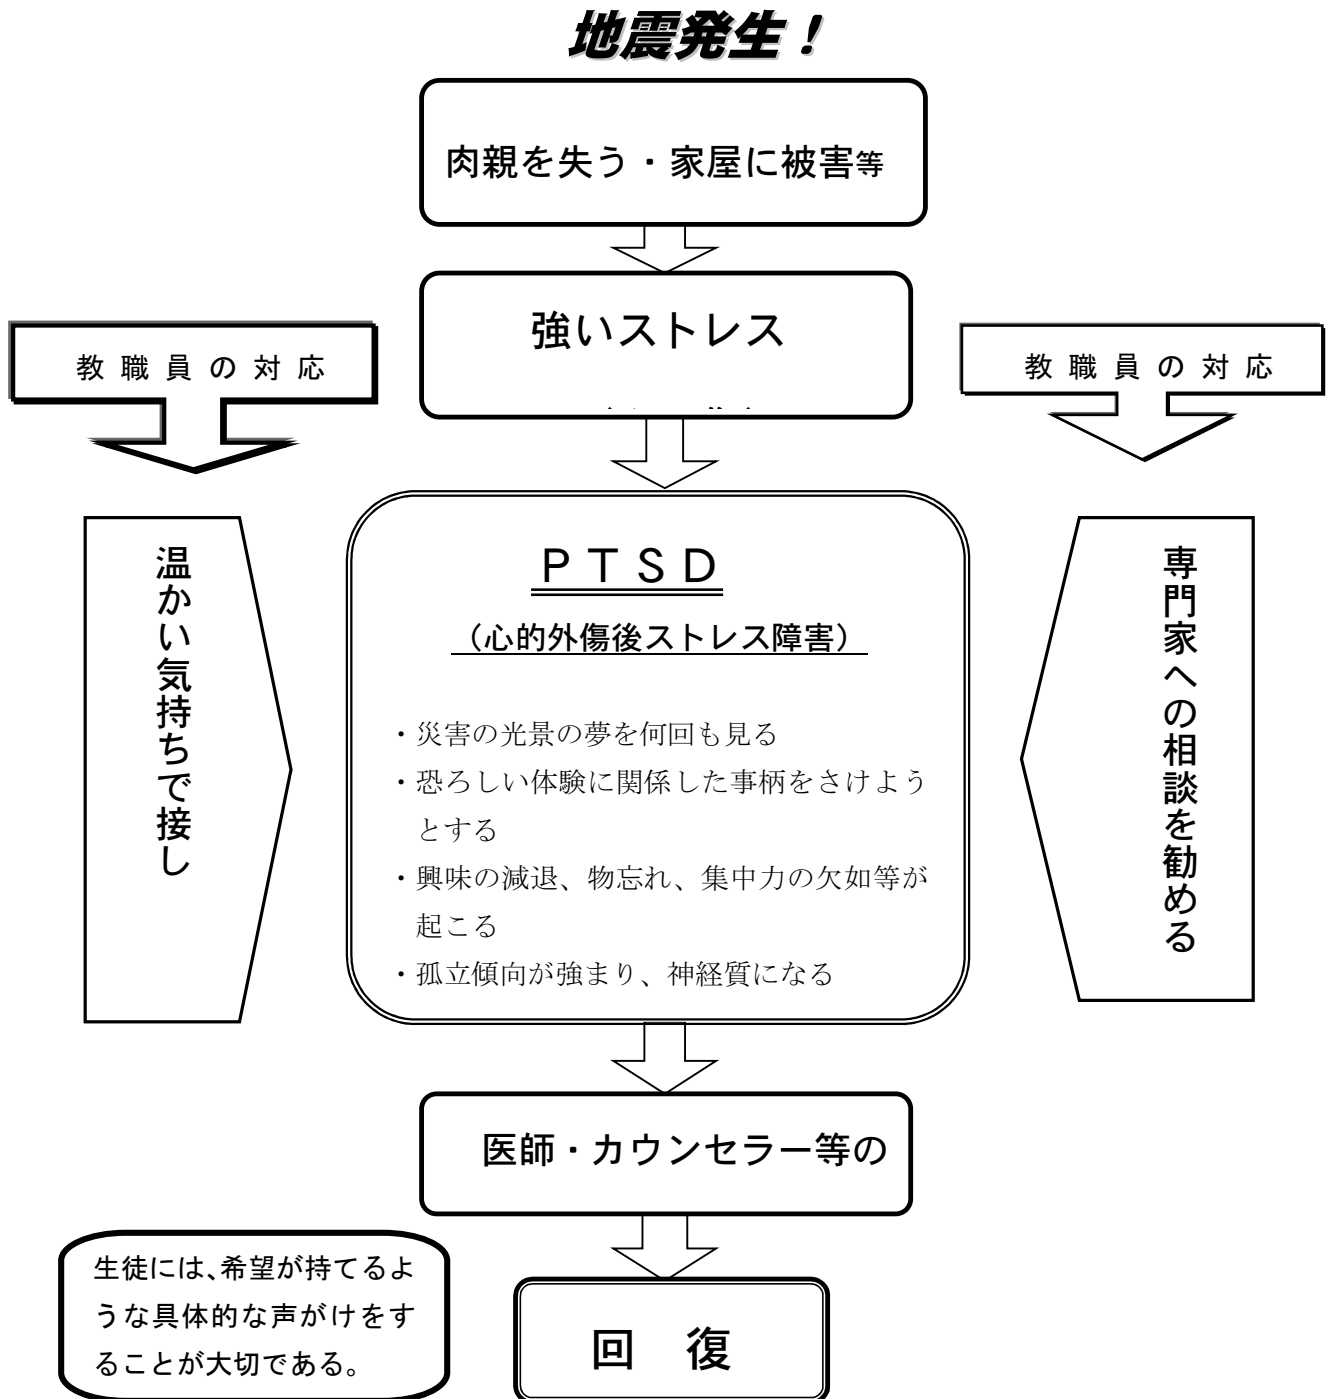 地震発生！
肉親を失う・家屋に被害等
強いストレス
教職員の対応
教職員の対応
温かい気持ちで接し
ＰＴＳＤ
（心的外傷後ストレス障害）
・災害の光景の夢を何回も見る
・恐ろしい体験に関係した事柄をさけよう
とする
・興味の減退、物忘れ、集中力の欠如等が
起こる
・孤立傾向が強まり、神経質になる
専門家への相談を勧める
医師・カウンセラー等の
生徒には、希望が持てるよ
うな具体的な声がけをす
ることが大切である。
回　復